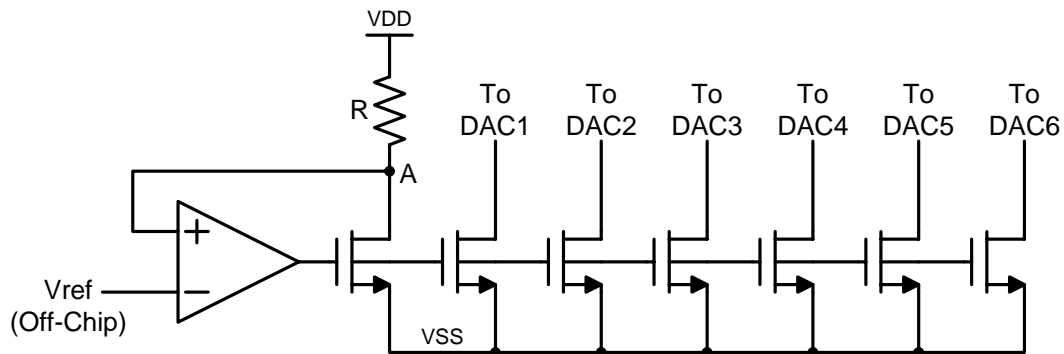 VDD
R
A
To
DAC1
To
DAC2
To
DAC3
To
DAC4
To
DAC5
To
DAC6
+
−
Vref
(Off-Chip)
VSS